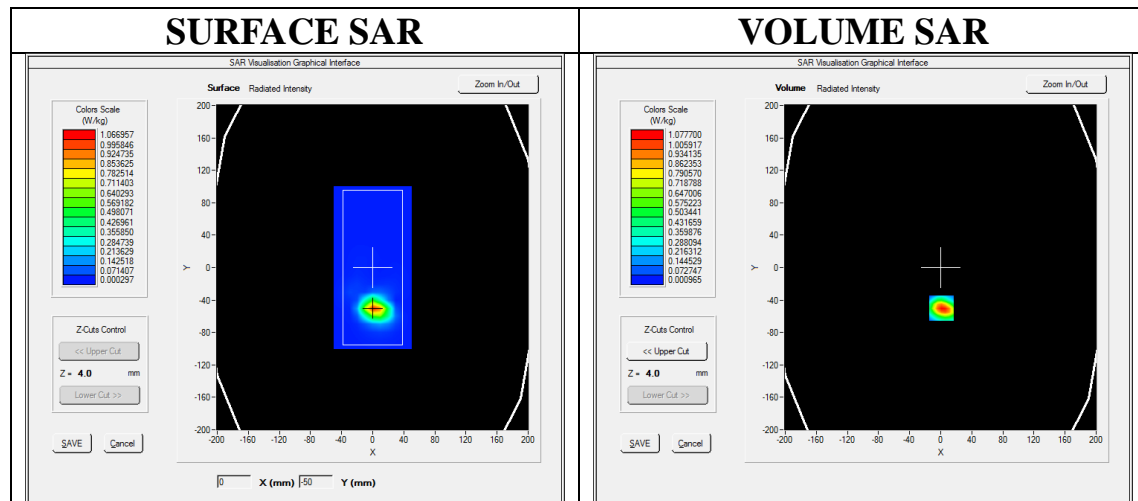 SURFACE SAR
SAR Visualisation Graphical Interface
Surface Radiated Intensity
Zoom In/Out
Colors Scale
(W/kg)
1.066957
0.995846
0.924735
0.853625
0.782514
0.711403
0.640293
0.569182
0.498071
0.426961
0.355850
0.284739
0.213629
0.142518
0.071407
0.000297
Z-Cuts Control
<< Upper Cut
Z = 4.0 mm
Lower Cut >>
SAVE Cancel
200
160
120
80
40
0
-40
-80
-120
-160
-200
Y
-200 -160 -120 -80 -40 0 40 80 120 160 200
X
0 X (mm) -50 Y (mm)
VOLUME SAR
SAR Visualisation Graphical Interface
Volume Radiated Intensity
Zoom In/Out
Colors Scale
(W/kg)
1.077700
1.005917
0.934135
0.862353
0.790570
0.718788
0.647006
0.575223
0.503441
0.431659
0.359876
0.288094
0.216312
0.144529
0.072747
0.000965
Z-Cuts Control
<< Upper Cut
Z = 4.0 mm
Lower Cut >>
SAVE Cancel
200
160
120
80
40
0
-40
-80
-120
-160
-200
Y
-200 -160 -120 -80 -40 0 40 80 120 160 200
X